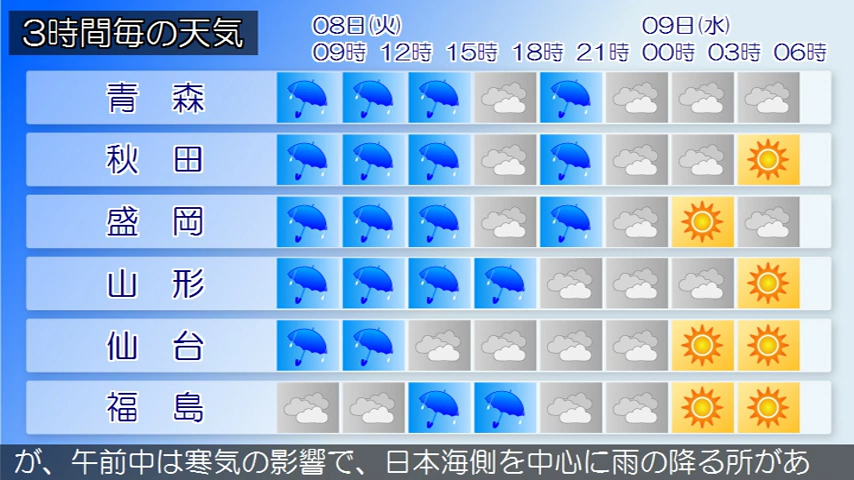 3時間毎の天気
08日(火) 09日(水)
09時 12時 15時 18時 21時 00時 03時 06時
青森
秋田
盛岡
山形
仙台
福島
が、午前中は寒気の影響で、日本海側を中心に雨の降る所があ